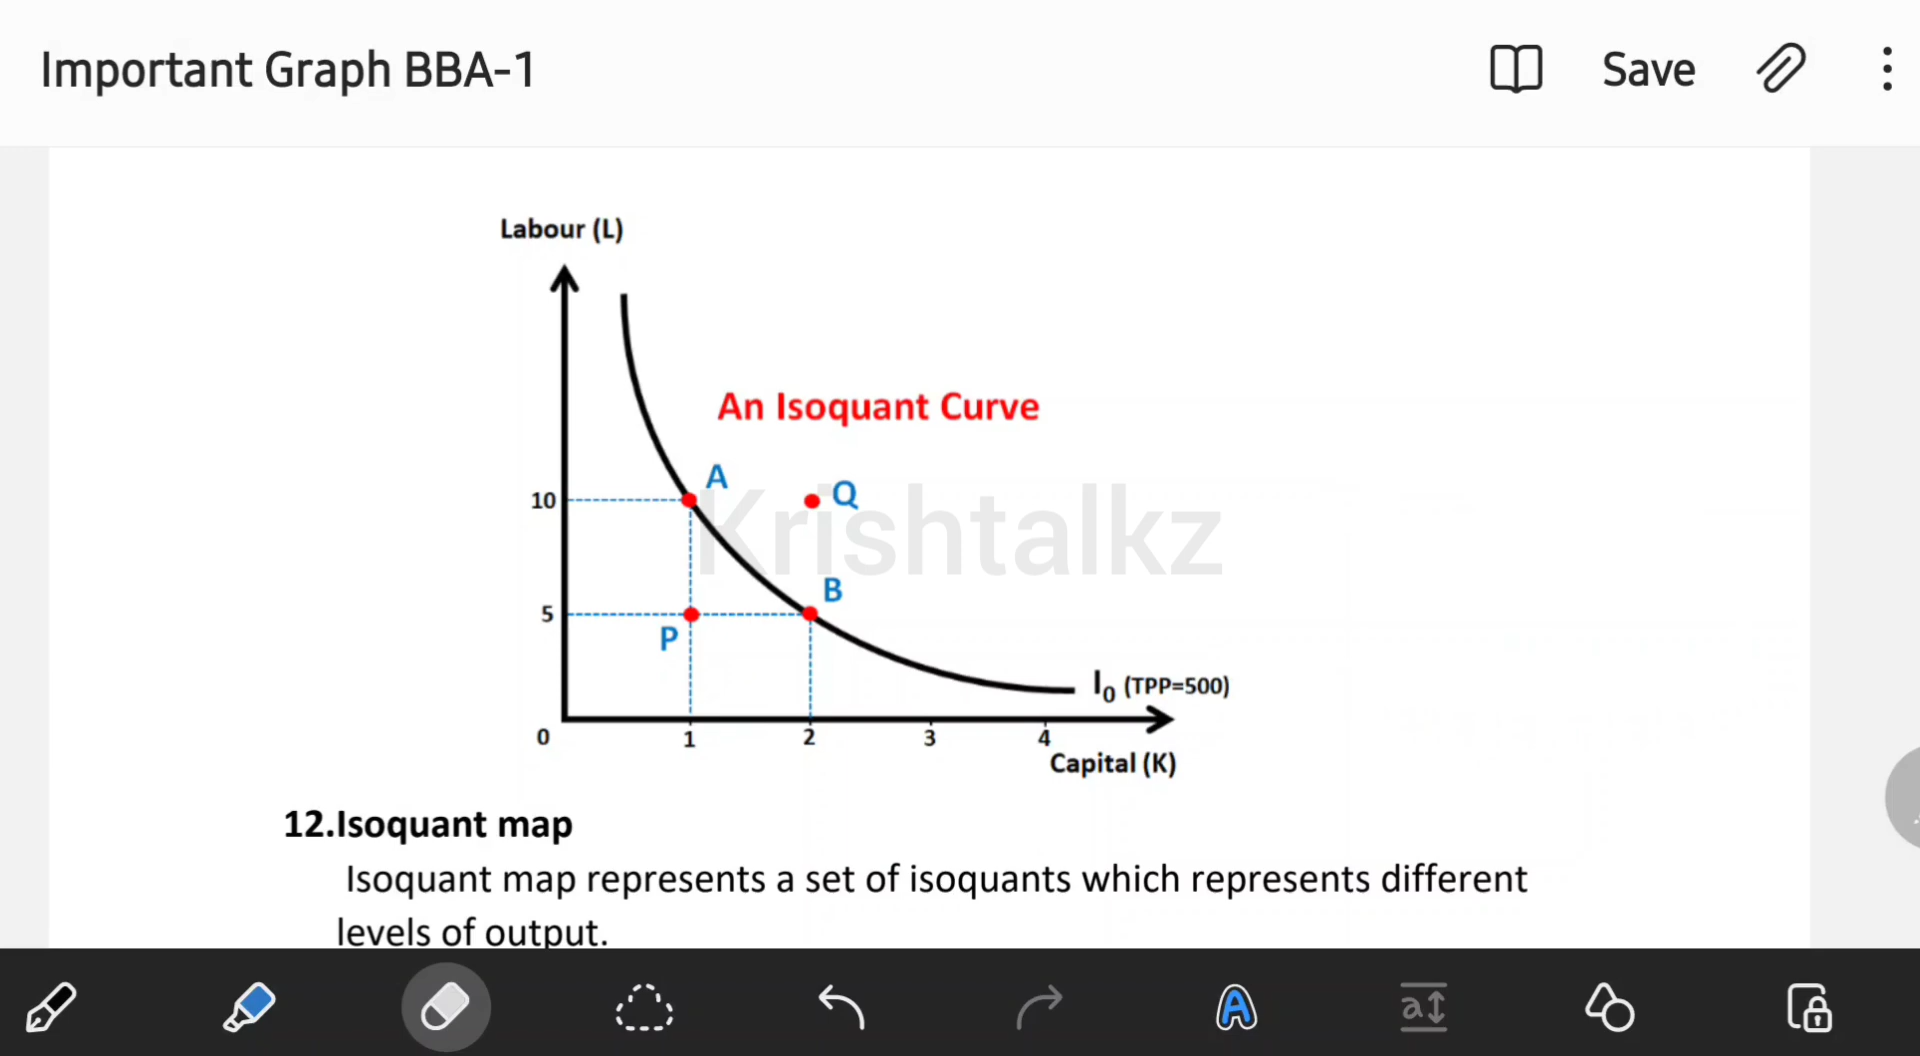 Important Graph BBA-1
Save
Labour (L)
An Isoquant Curve
A
Q
10
Krishtalkz
B
5
P
I0 (TPP=500)
0
1
2
3
4
Capital (K)
12.Isoquant map
Isoquant map represents a set of isoquants which represents different
levels of output.
A
a